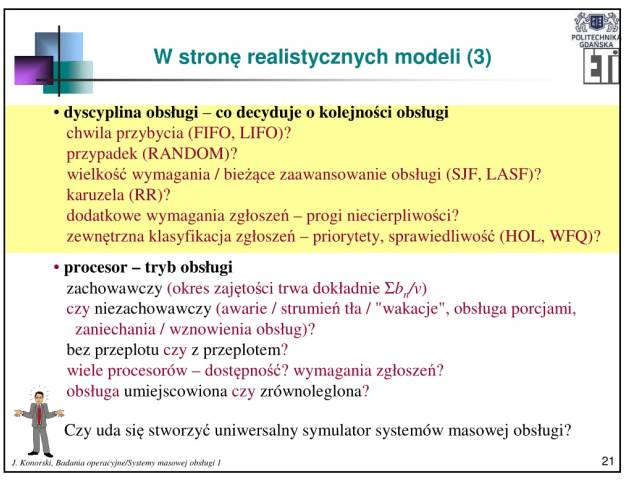 POLITECHNIKA
GDAŃSKA
ETI
W stronę realistycznych modeli (3)
• dyscyplina obsługi – co decyduje o kolejności obsługi
chwila przybycia (FIFO, LIFO)?
przypadek (RANDOM)?
wielkość wymagania / bieżące zaawansowanie obsługi (SJF, LASF)?
karuzela (RR)?
dodatkowe wymagania zgłoszeń – progi niecierpliwości?
zewnętrzna klasyfikacja zgłoszeń – priorytety, sprawiedliwość (HOL, WFQ)?
• procesor – tryb obsługi
zachowawczy (okres zajętości trwa dokładnie Σbₙ/v)
czy niezachowawczy (awarie / strumień tła / "wakacje", obsługa porcjami,
zaniechania / wznowienia obsług)?
bez przeplotu czy z przeplotem?
wiele procesorów – dostępność? wymagania zgłoszeń?
obsługa umiejscowiona czy zrównoleglona?
Czy uda się stworzyć uniwersalny symulator systemów masowej obsługi?
J. Konorski, Badania operacyjne/Systemy masowej obsługi 1
21